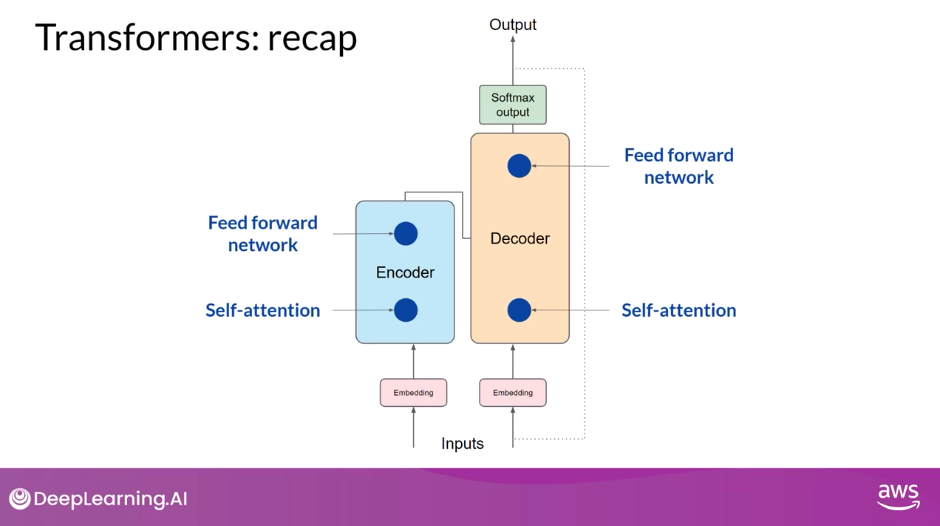 Transformers: recap
Output
Softmax
output
Feed forward
network
Feed forward
network
Decoder
Encoder
Self-attention
Self-attention
Embedding
Embedding
Inputs
DeepLearning.AI
aws